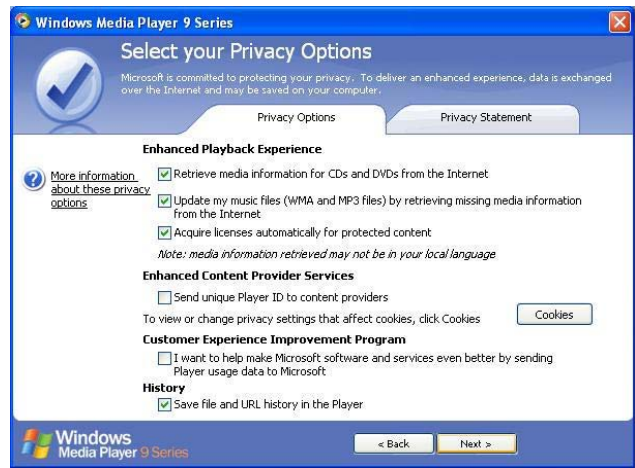 Windows Media Player 9 Series
Select your Privacy Options
Microsoft is committed to protecting your privacy. To deliver an enhanced experience, data is exchanged
over the Internet and may be saved on your computer.
Privacy Options
Privacy Statement
Enhanced Playback Experience
More information
about these privacy
options
Retrieve media information for CDs and DVDs from the Internet
Update my music files (WMA and MP3 files) by retrieving missing media information
from the Internet
Acquire licenses automatically for protected content
Note: media information retrieved may not be in your local language
Enhanced Content Provider Services
Send unique Player ID to content providers
To view or change privacy settings that affect cookies, click Cookies
Cookies
Customer Experience Improvement Program
I want to help make Microsoft software and services even better by sending
Player usage data to Microsoft
History
Save file and URL history in the Player
Windows
Media Player 9 Series
< Back
Next >